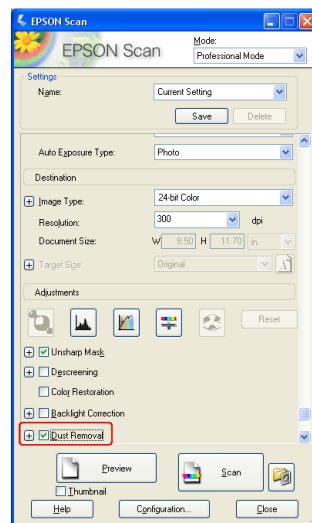 EPSON Scan
EPSON Scan
Mode:
Professional Mode
Settings
Name: Current Setting
Save Delete
Auto Exposure Type: Photo
Destination
Image Type: 24-bit Color
Resolution: 300 dpi
Document Size: W 8.50 H 11.70 in.
Target Size: Original A
Adjustments
Reset
Unsharp Mask
Descreening
Color Restoration
Backlight Correction
Dust Removal
Preview Scan
Thumbnail
Help Configuration... Close